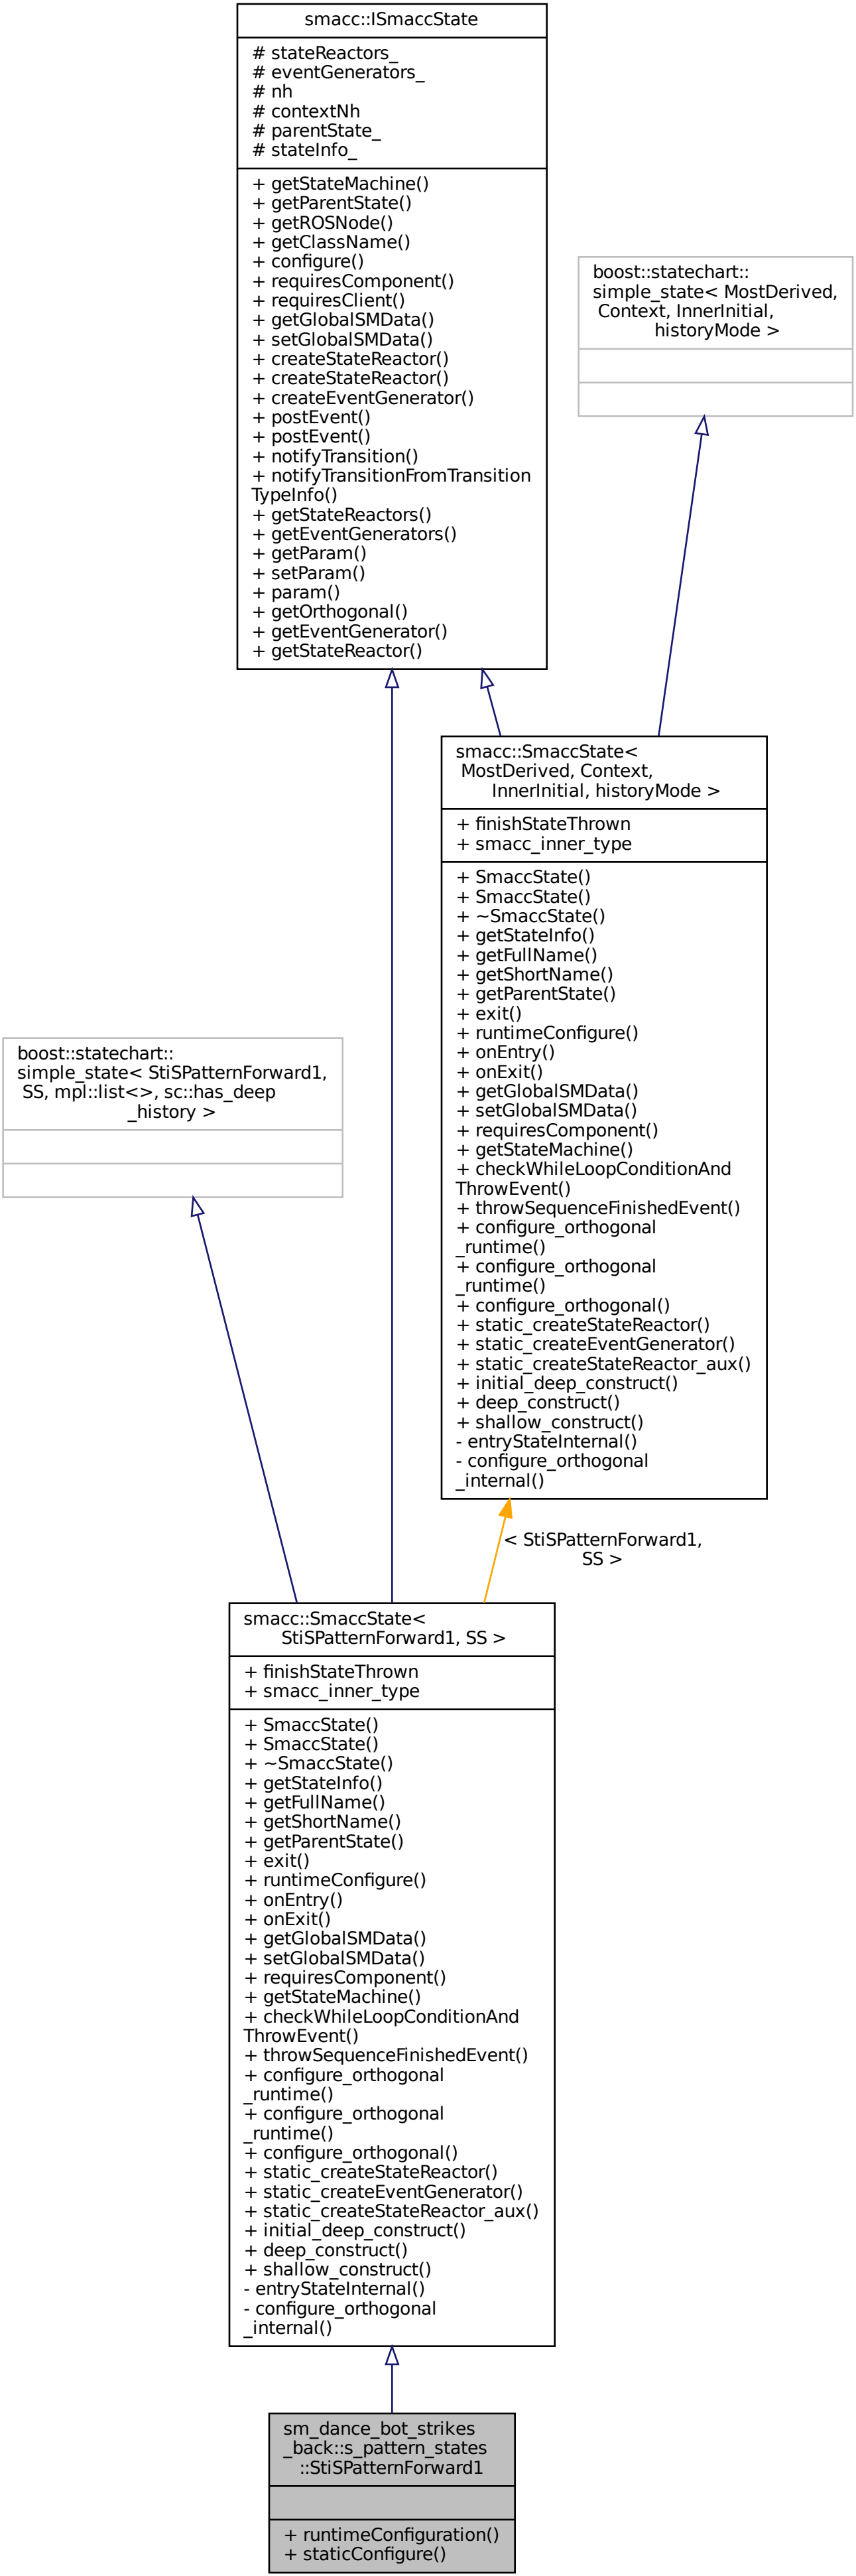 smacc::ISmaccState
# stateReactors_
# eventGenerators_
# nh
# contextNh
# parentState_
# stateInfo_
+ getStateMachine()
+ getParentState()
+ getROSNode()
+ getClassName()
+ configure()
+ requiresComponent()
+ requiresClient()
+ getGlobalSMData()
+ setGlobalSMData()
+ createStateReactor()
+ createStateReactor()
+ createEventGenerator()
+ postEvent()
+ postEvent()
+ notifyTransition()
+ notifyTransitionFromTransition
TypeInfo()
+ getStateReactors()
+ getEventGenerators()
+ getParam()
+ setParam()
+ param()
+ getOrthogonal()
+ getEventGenerator()
+ getStateReactor()
boost::statechart::
simple_state< MostDerived,
Context, InnerInitial,
historyMode >
smacc::SmaccState<
MostDerived, Context,
InnerInitial, historyMode >
+ finishStateThrown
+ smacc_inner_type
+ SmaccState()
+ SmaccState()
+ ~SmaccState()
+ getStateInfo()
+ getFullName()
+ getShortName()
+ getParentState()
+ exit()
+ runtimeConfigure()
+ onEntry()
+ onExit()
+ getGlobalSMData()
+ setGlobalSMData()
+ requiresComponent()
+ getStateMachine()
+ checkWhileLoopConditionAnd
ThrowEvent()
+ throwSequenceFinishedEvent()
+ configure_orthogonal
_runtime()
+ configure_orthogonal
_runtime()
+ configure_orthogonal()
+ static_createStateReactor()
+ static_createEventGenerator()
+ static_createStateReactor_aux()
+ initial_deep_construct()
+ deep_construct()
+ shallow_construct()
- entryStateInternal()
- configure_orthogonal
_internal()
boost::statechart::
simple_state< StiSPatternForward1,
SS, mpl::list<>, sc::has_deep
_history >
< StiSPatternForward1,
SS >
smacc::SmaccState<
StiSPatternForward1, SS >
+ finishStateThrown
+ smacc_inner_type
+ SmaccState()
+ SmaccState()
+ ~SmaccState()
+ getStateInfo()
+ getFullName()
+ getShortName()
+ getParentState()
+ exit()
+ runtimeConfigure()
+ onEntry()
+ onExit()
+ getGlobalSMData()
+ setGlobalSMData()
+ requiresComponent()
+ getStateMachine()
+ checkWhileLoopConditionAnd
ThrowEvent()
+ throwSequenceFinishedEvent()
+ configure_orthogonal
_runtime()
+ configure_orthogonal
_runtime()
+ configure_orthogonal()
+ static_createStateReactor()
+ static_createEventGenerator()
+ static_createStateReactor_aux()
+ initial_deep_construct()
+ deep_construct()
+ shallow_construct()
- entryStateInternal()
- configure_orthogonal
_internal()
sm_dance_bot_strikes
_back::s_pattern_states
::StiSPatternForward1
+ runtimeConfiguration()
+ staticConfigure()